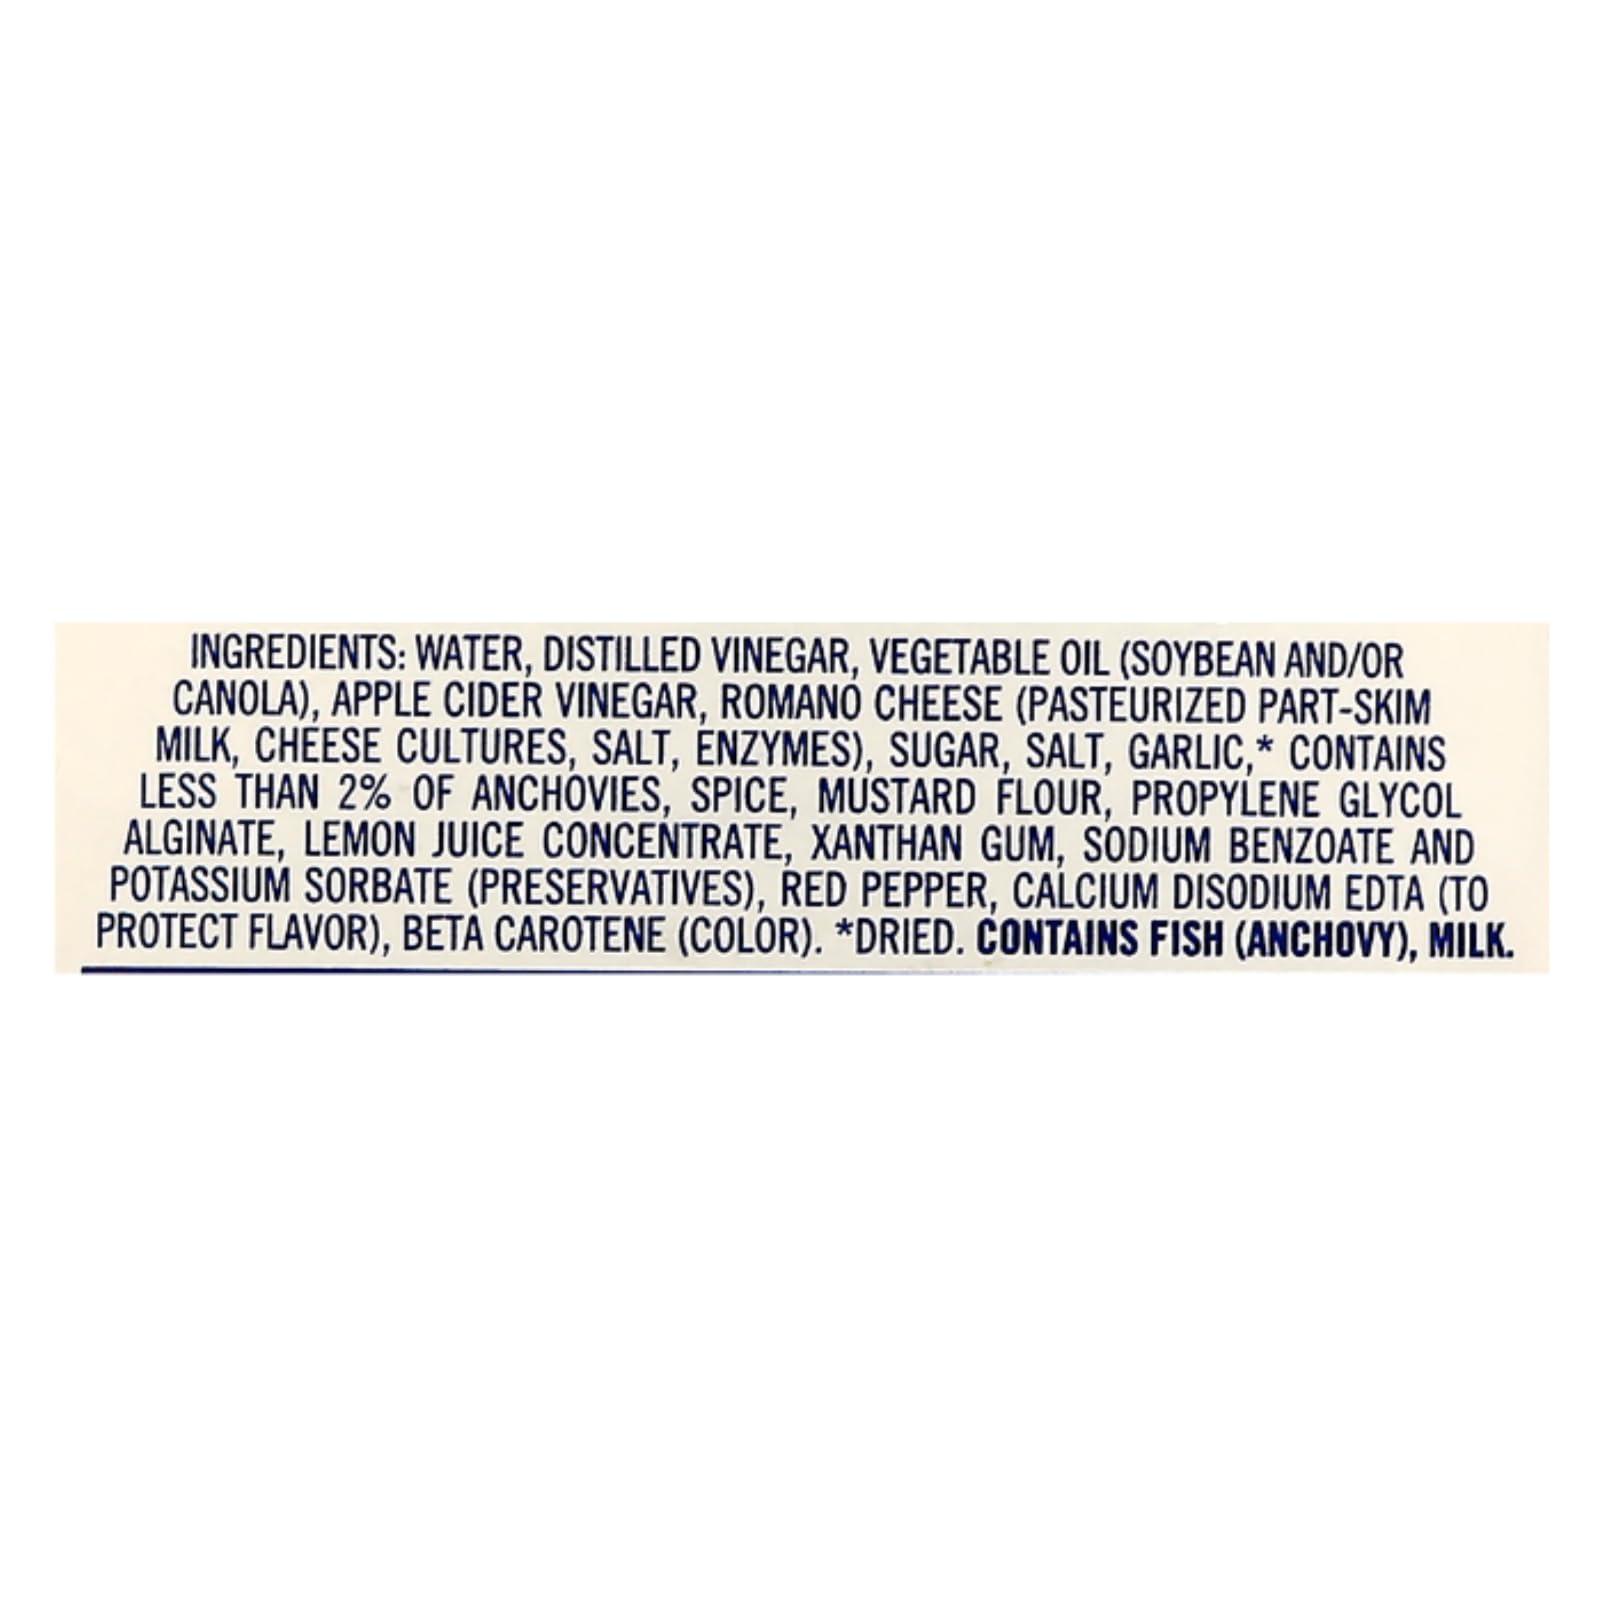 INGREDIENTS: WATER, DISTILLED VINEGAR, VEGETABLE OIL (SOYBEAN AND/OR
CANOLA), APPLE CIDER VINEGAR, ROMANO CHEESE (PASTEURIZED PART-SKIM
MILK, CHEESE CULTURES, SALT, ENZYMES), SUGAR, SALT, GARLIC,* CONTAINS
LESS THAN 2% OF ANCHOVIES, SPICE, MUSTARD FLOUR, PROPYLENE GLYCOL
ALGINATE, LEMON JUICE CONCENTRATE, XANTHAN GUM, SODIUM BENZOATE AND
POTASSIUM SORBATE (PRESERVATIVES), RED PEPPER, CALCIUM DISODIUM EDTA (TO
PROTECT FLAVOR), BETA CAROTENE (COLOR). *DRIED. CONTAINS FISH (ANCHOVY), MILK.